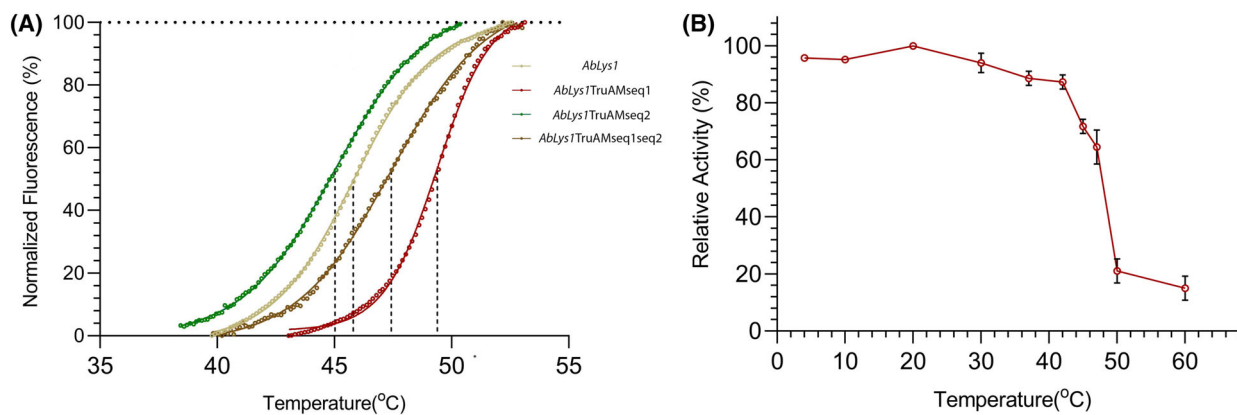 (A)
Normalized Fluorescence (%)
100
80
60
40
20
0
35
40
45
50
55
Temperature(°C)
AbLys1
AbLys1TruAMseq1
AbLys1TruAMseq2
AbLys1TruAMseq1seq2
(B)
Relative Activity (%)
100
80
60
40
20
0
0
10
20
30
40
50
60
Temperature(°C)